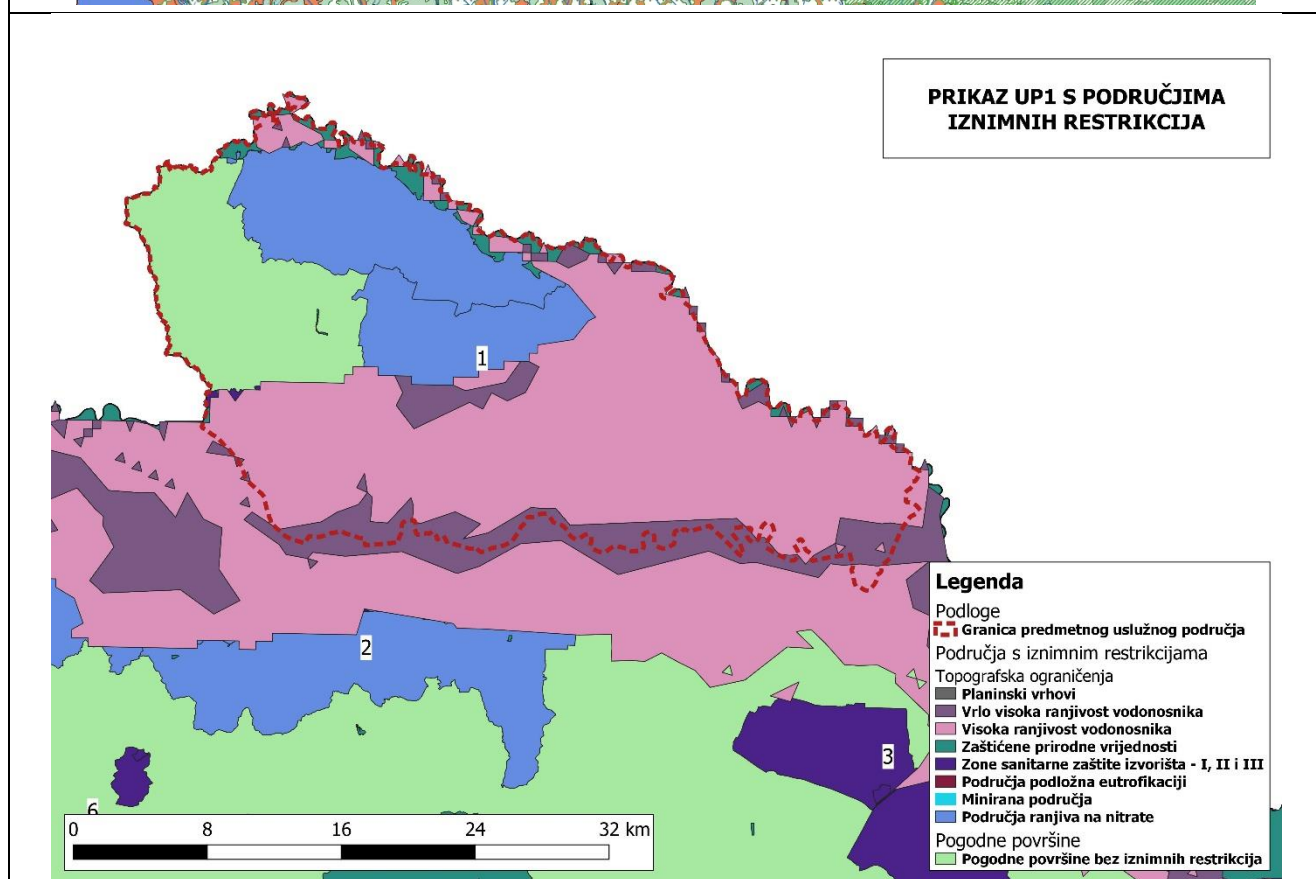 PRIKAZ UP1 S PODRUČJIMA
IZNIMNIH RESTRIKCIJA
1
2
3
6
0 8 16 24 32 km
Legenda
Podloge
Granica predmetnog uslužnog područja
Područja s iznimnim restrikcijama
Topografska ograničenja
Planinski vrhovi
Vrlo visoka ranjivost vodonosnika
Visoka ranjivost vodonosnika
Zaštićene prirodne vrijednosti
Zone sanitarne zaštite izvorišta - I, II i III
Područja podložna eutrofikaciji
Minirana područja
Područja ranjiva na nitrate
Pogodne površine
Pogodne površine bez iznimnih restrikcija